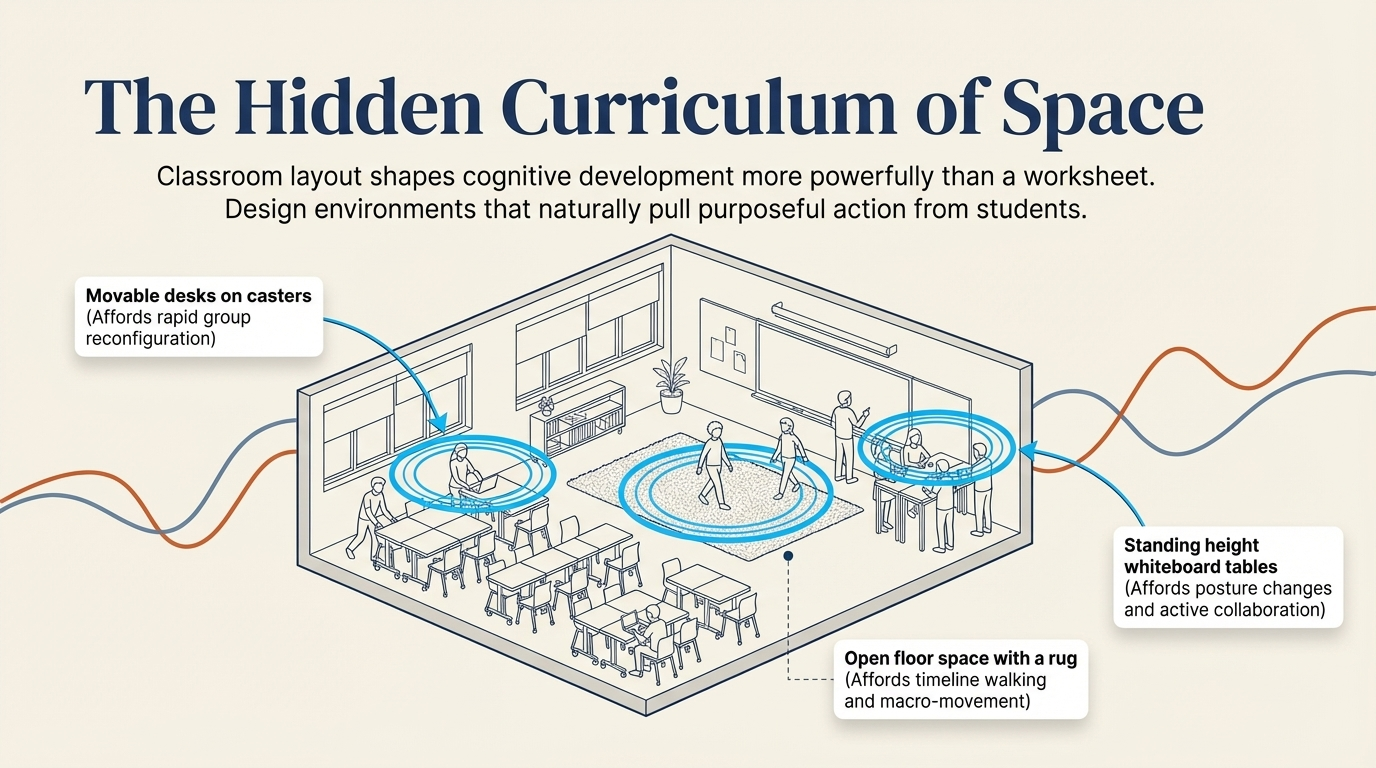 The Hidden Curriculum of Space
Classroom layout shapes cognitive development more powerfully than a worksheet.
Design environments that naturally pull purposeful action from students.
Movable desks on casters
(Affords rapid group
reconfiguration)
Standing height
whiteboard tables
(Affords posture changes
and active collaboration)
Open floor space with a rug
(Affords timeline walking
and macro-movement)